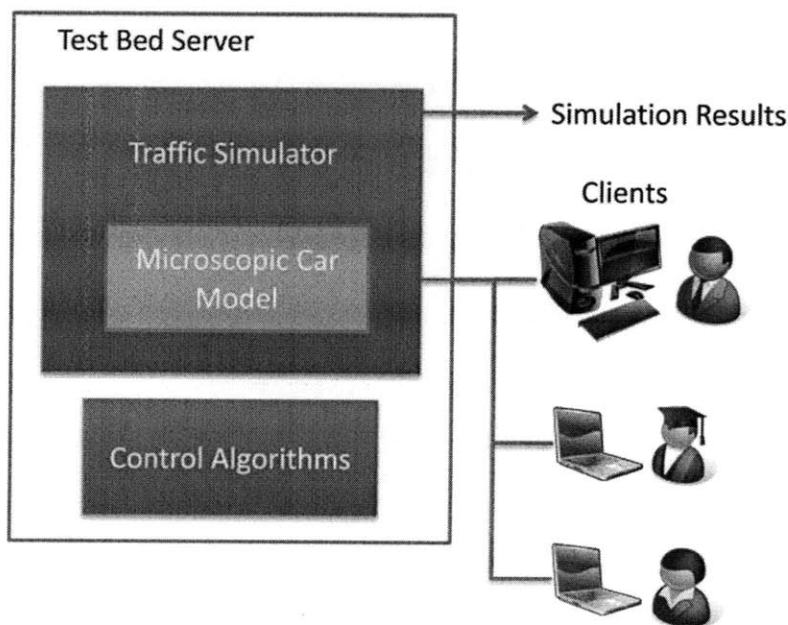 Test Bed Server
Traffic Simulator
Microscopic Car
Model
Control Algorithms
Simulation Results
Clients